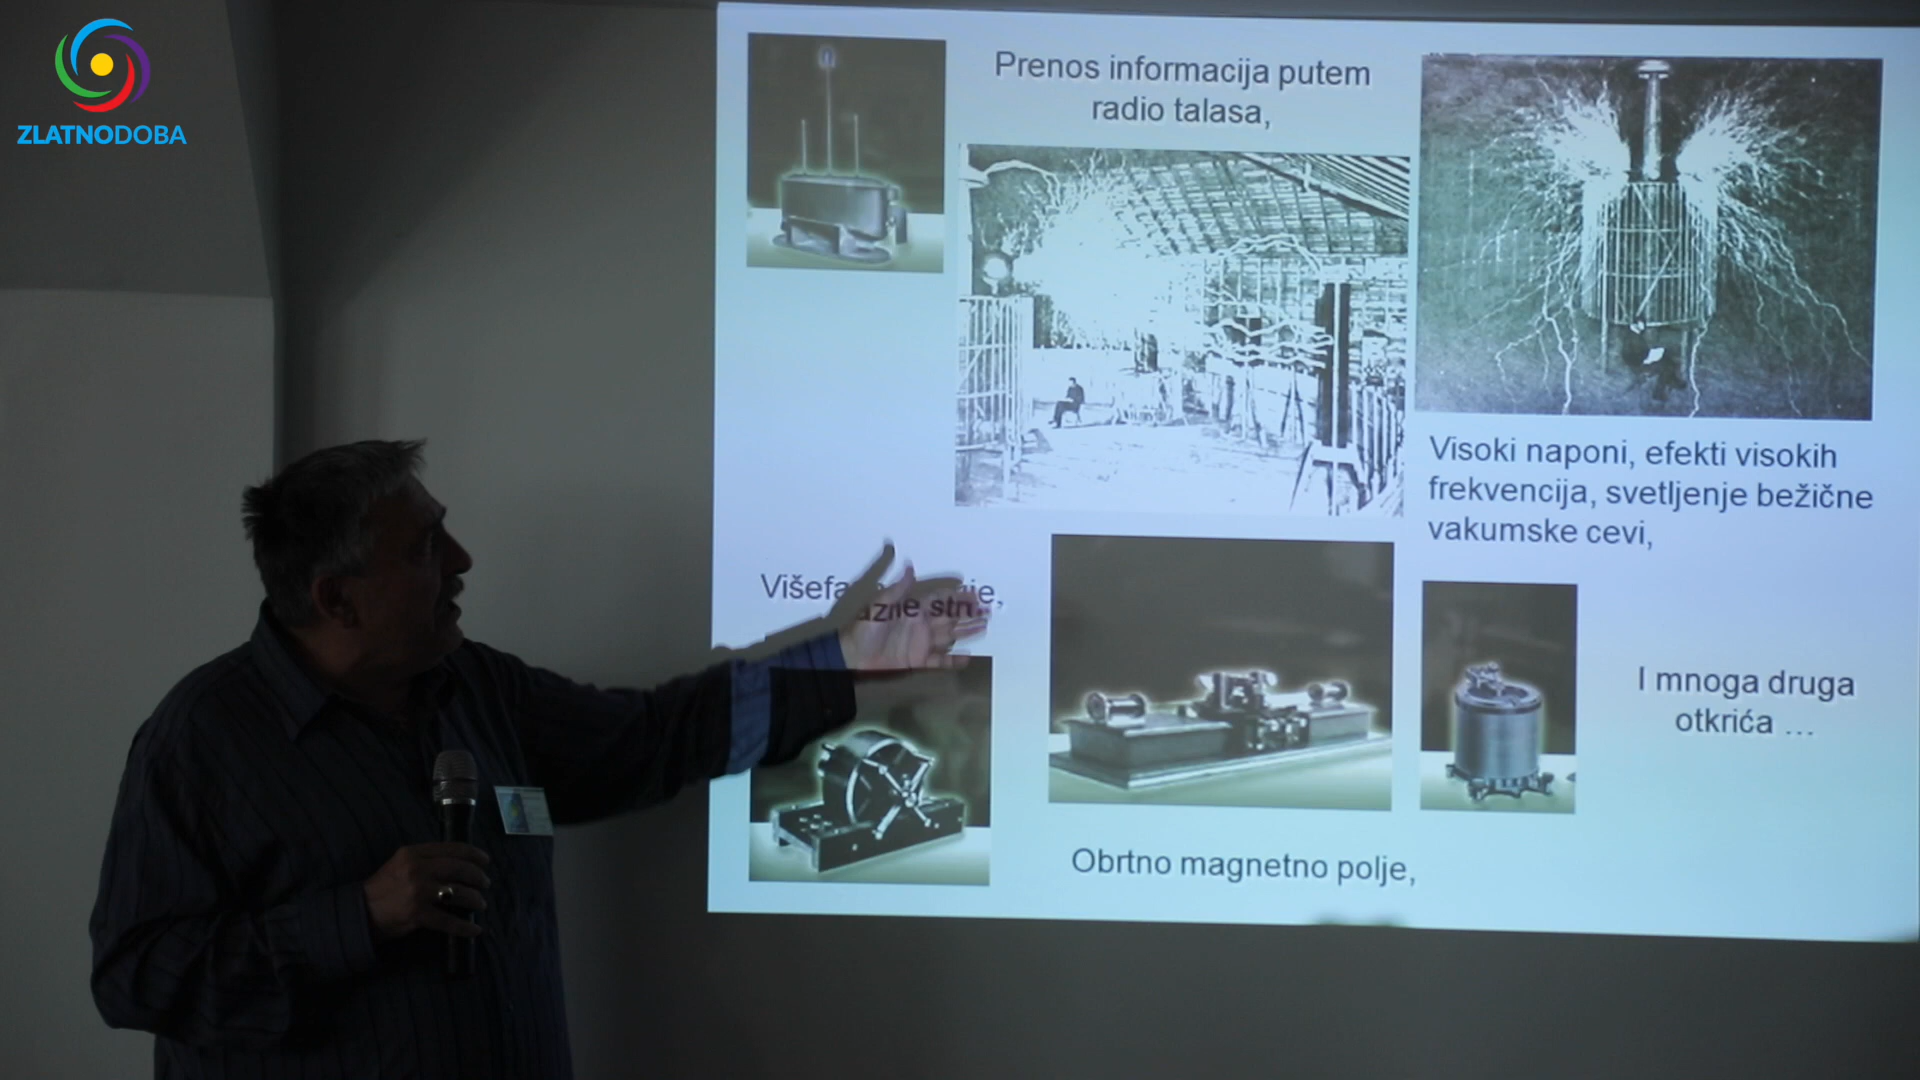 ZLATNODOBA
Prenos informacija putem
radio talasa,
Visoki naponi, efekti visokih
frekvencija, svetljenje bežične
vakumske cevi,
I mnoga druga
otkrića ...
Obrtno magnetno polje,